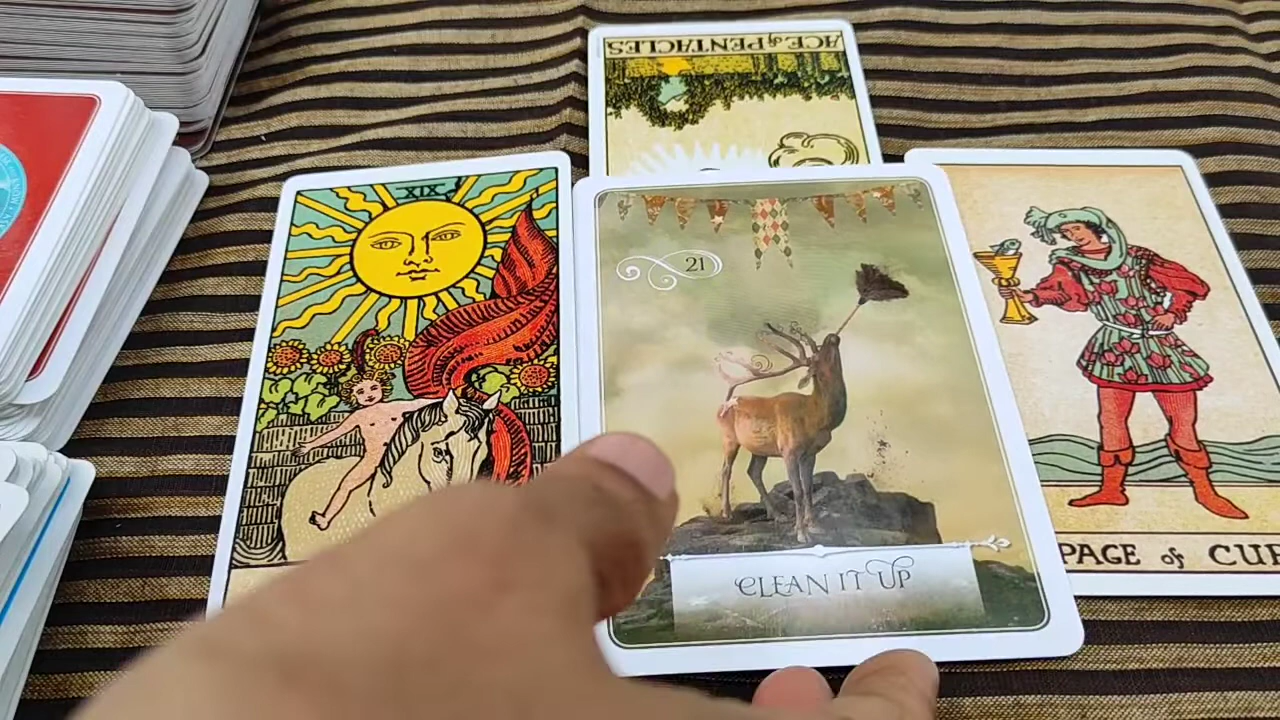 ACE of PENTACLES
XIX
21
PAGE of CUP
CLEAN IT UP